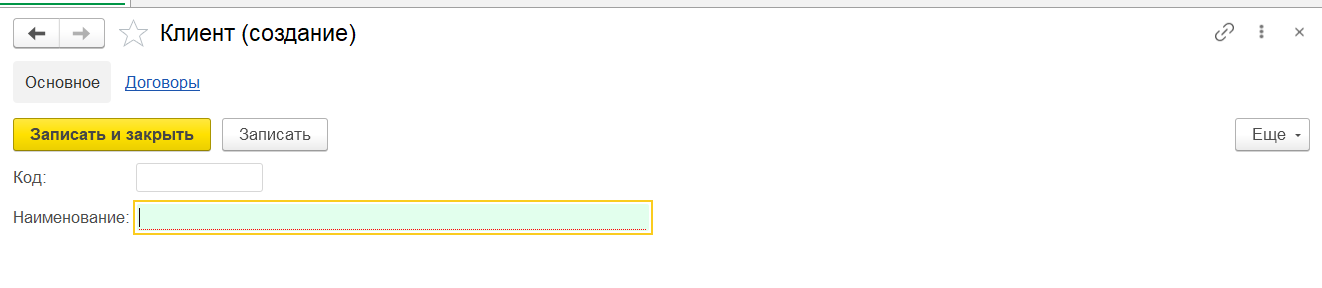 Клиент (создание)
Основное Договоры
Записать и закрыть Записать Еще
Код:
Наименование: